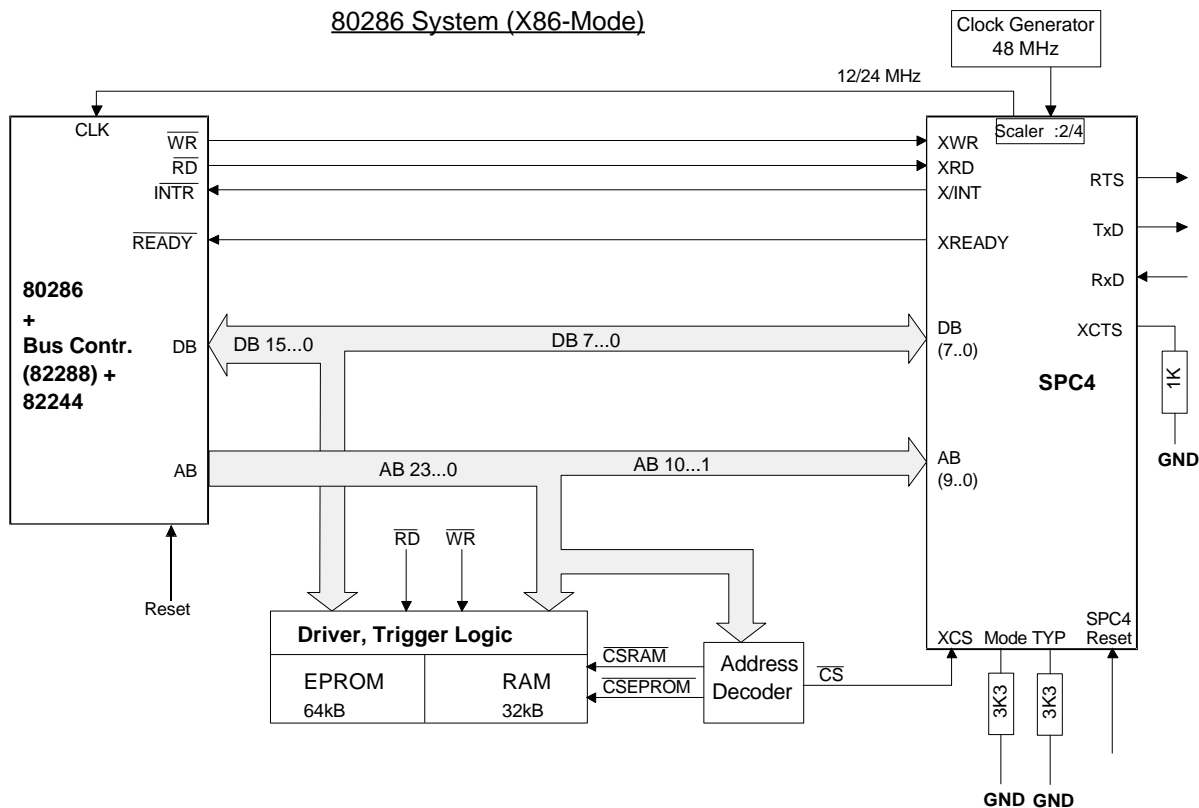 80286 System (X86-Mode)
Clock Generator
48 MHz
12/24 MHz
CLK
Scaler :2/4
WR
XWR
RD
XRD
INTR
X/INT
RTS
READY
XREADY
TxD
RxD
80286
+
Bus Contr.
(82288) +
82244
DB
DB 15...0
DB 7...0
DB
(7..0)
XCTS
SPC4
1K
GND
AB
AB 23...0
AB 10...1
AB
(9..0)
RD
WR
Reset
Driver, Trigger Logic
EPROM
64kB
RAM
32kB
CSRAM
CSEPROM
Address
Decoder
CS
XCS
Mode
TYP
SPC4
Reset
3K3
3K3
GND
GND